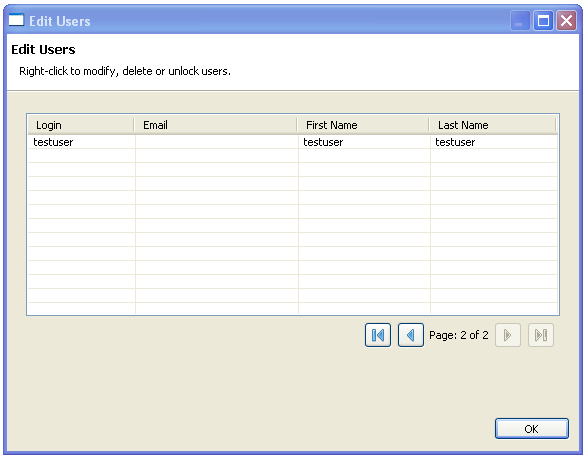 Edit Users
Edit Users
Right-click to modify, delete or unlock users.
Login Email First Name Last Name
testuser testuser testuser
Page: 2 of 2
OK